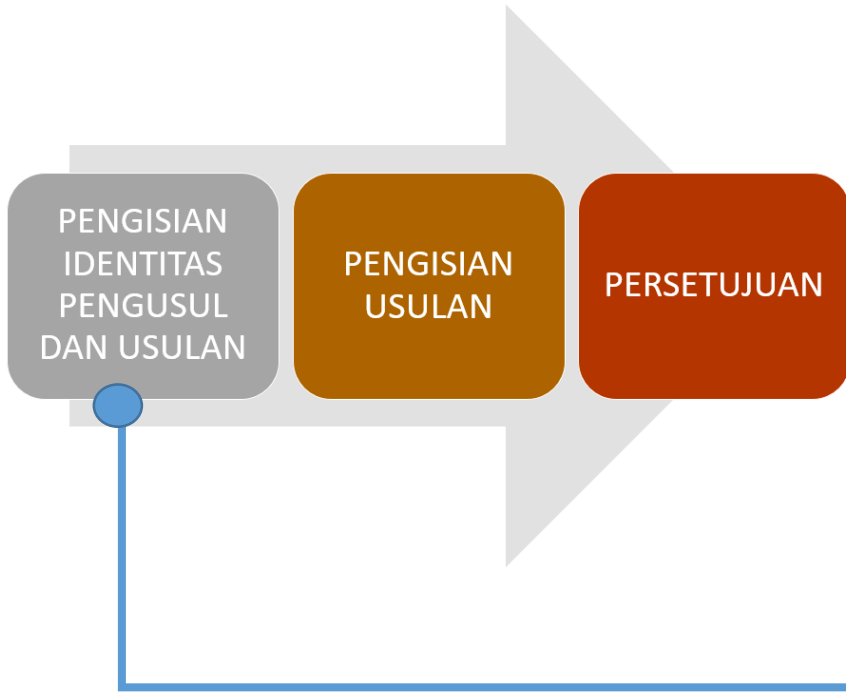 PENGISIAN
IDENTITAS
PENGUSUL
DAN USULAN
PENGISIAN
USULAN
PERSETUJUAN